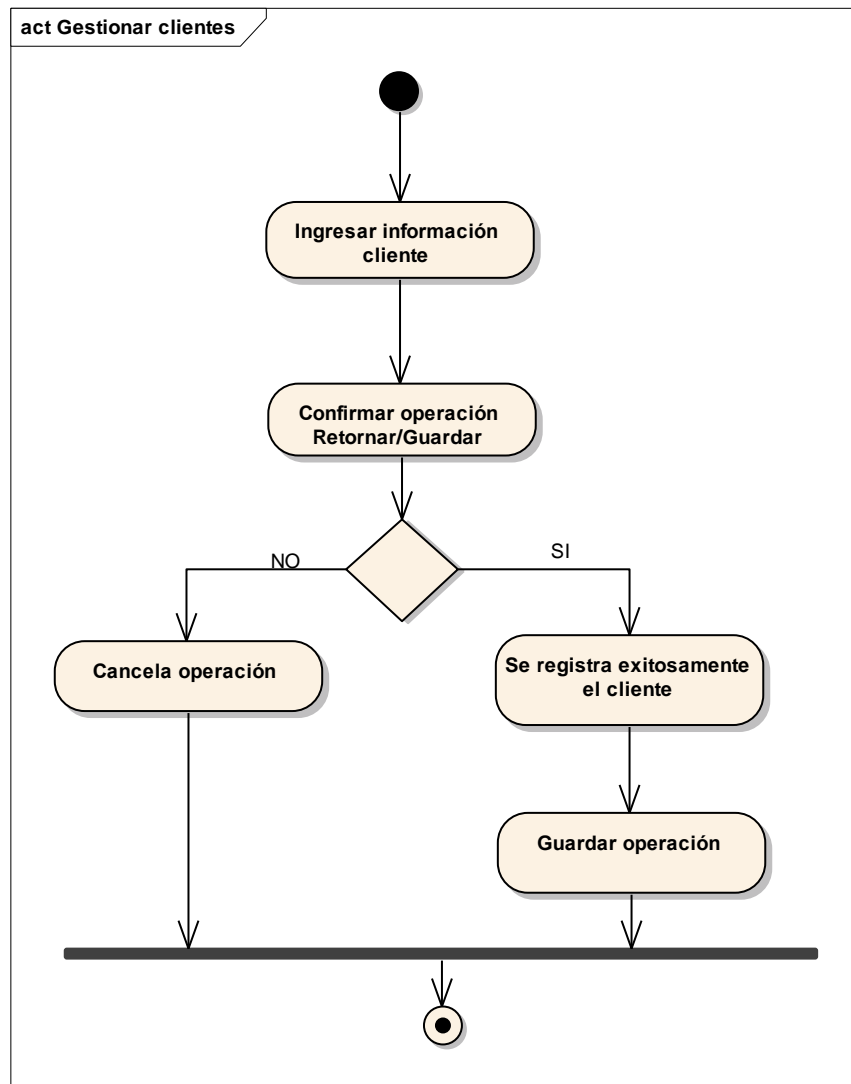 act Gestionar clientes
Ingresar información
cliente
Confirmar operación
Retornar/Guardar
NO
SI
Cancela operación
Se registra exitosamente
el cliente
Guardar operación